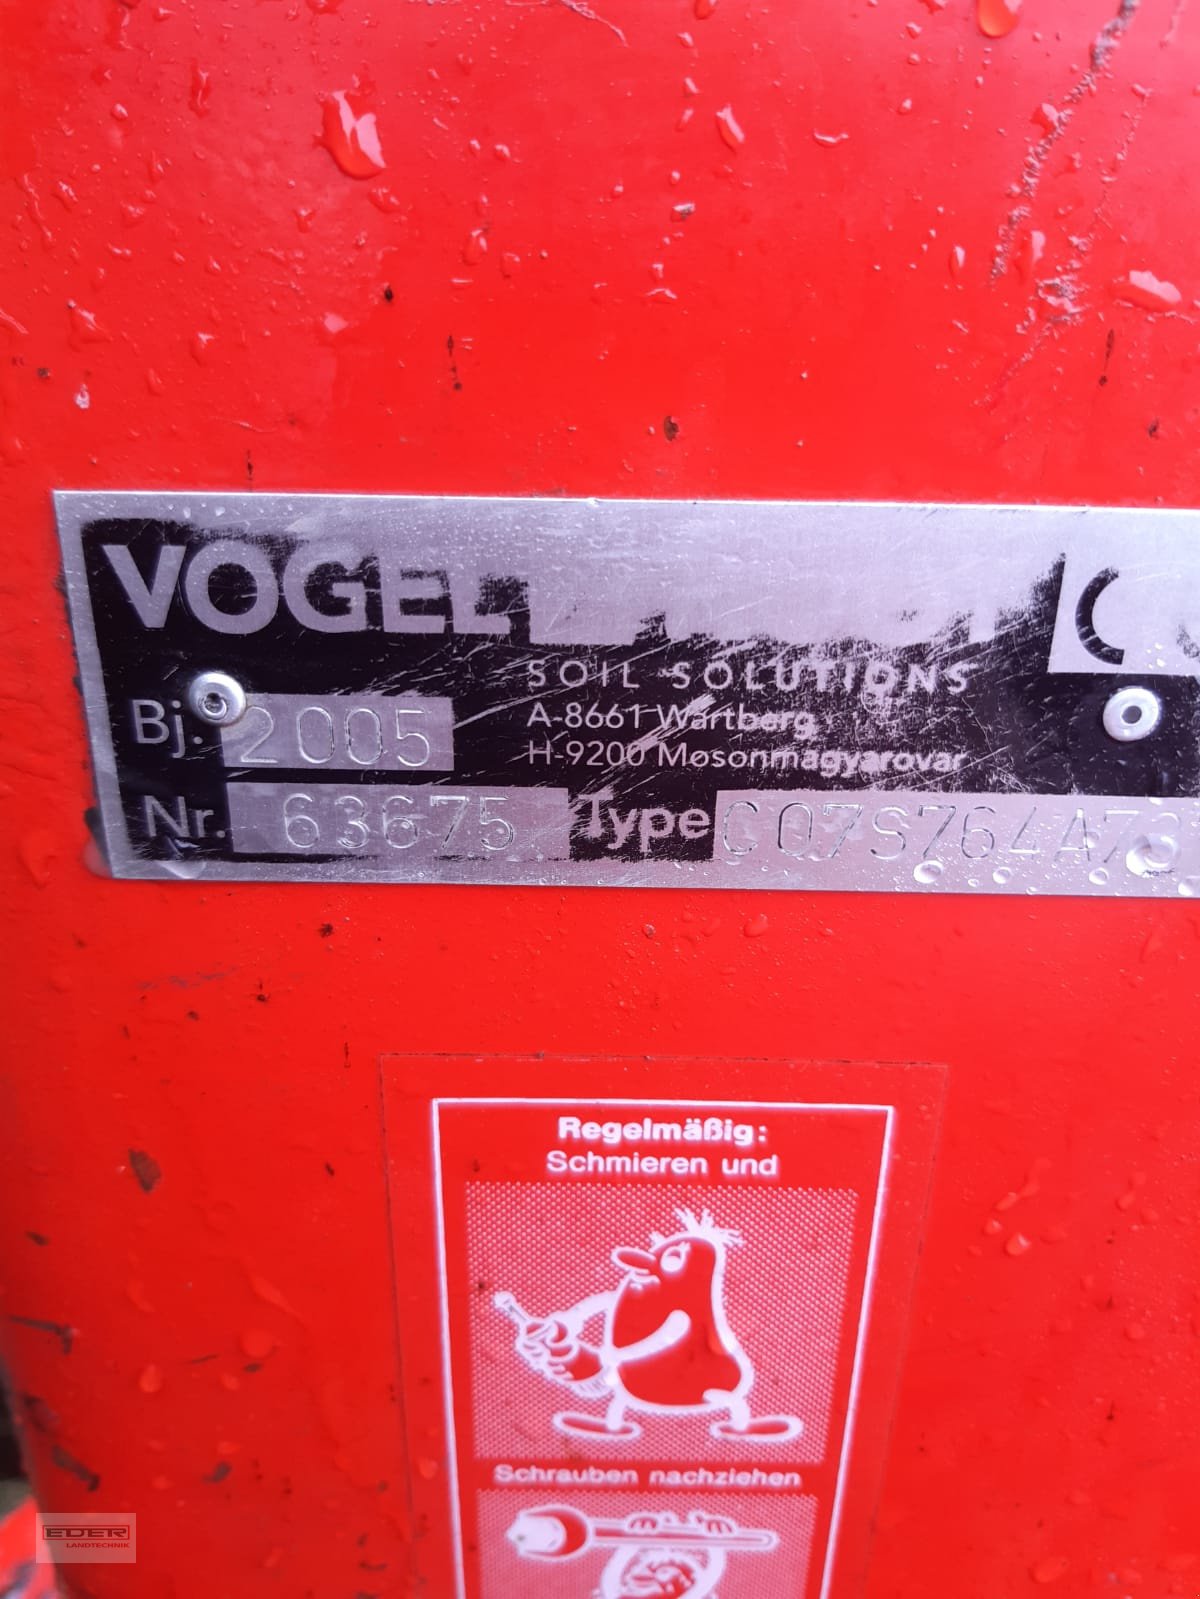 VOGEL
SOIL SOLUTIONS
A-8661 Wartberg
H-9200 Mosonmagyarovar
Bj. 2005
Nr. 63675 Type C07S764A73
Regelmäßig:
Schmieren und
Schrauben nachziehen
EDER
LANDTECHNIK